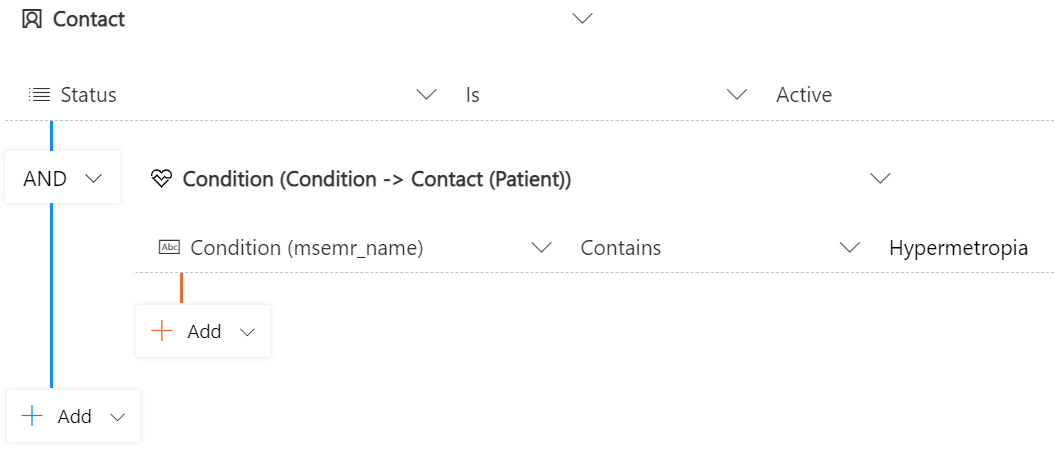 Contact
Status Is Active
AND Condition (Condition -> Contact (Patient))
Abc Condition (msemr_name) Contains Hypermetropia
Add
Add